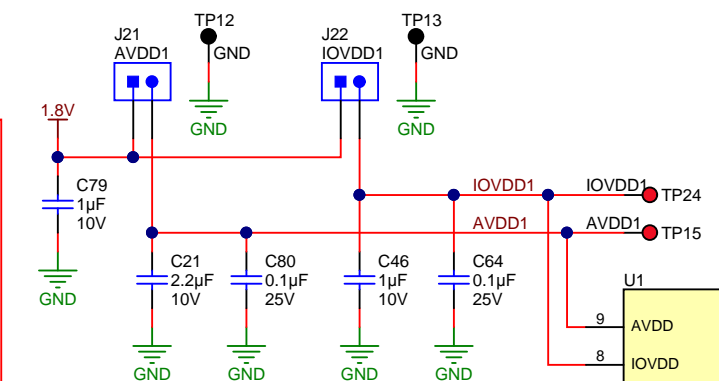 TP12
TP13
J21
J22
AVDD1
GND
IOVDD1
GND
1.8V
GND
GND
C79
1µF
10V
IOVDD1
IOVDD1
TP24
AVDD1
AVDD1
TP15
GND
C21
2.2µF
10V
C80
0.1µF
25V
C46
1µF
10V
C64
0.1µF
25V
U1
9
AVDD
8
IOVDD
GND
GND
GND
GND